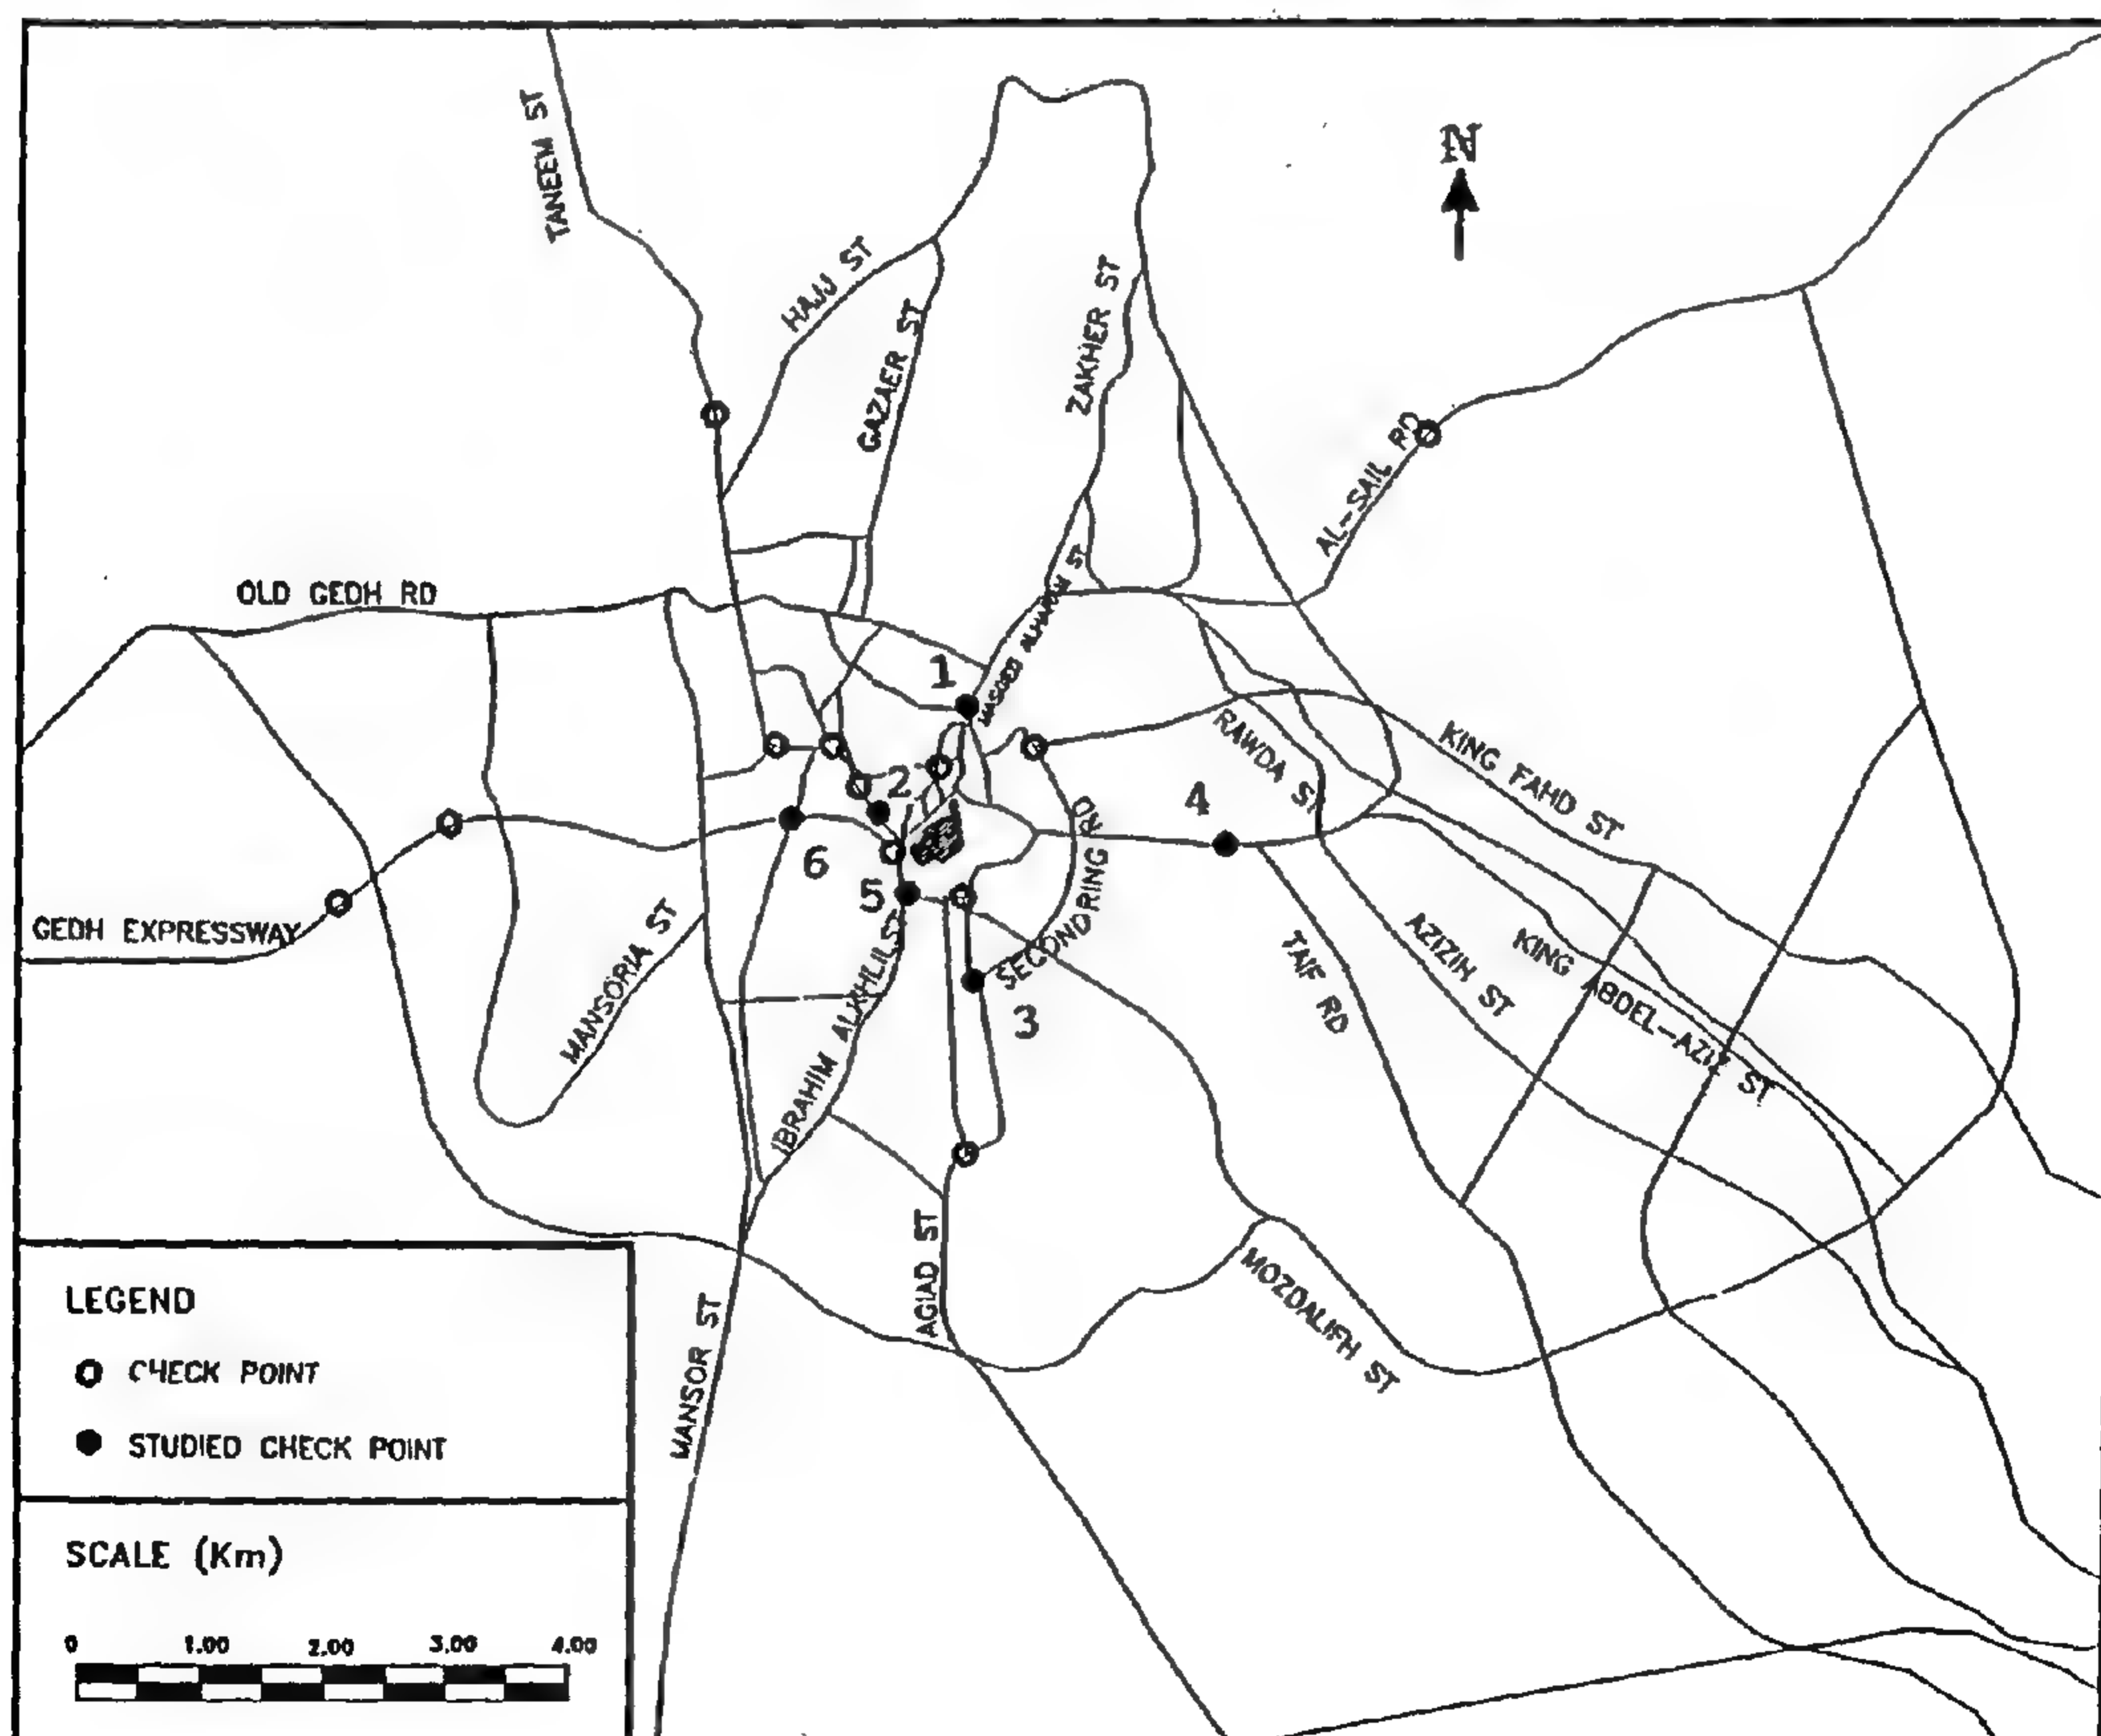 N
TANEEM ST
HAJJ ST
GAZAER ST
ZAKHER ST
AL-SAIL RD
OLD GEDH RD
MASGED ALHARAM S
1
2
RAWDA ST
KING FAHD ST
4
6
5
SECONDRING RD
GEDH EXPRESSWAY
MANSORIA ST
IBRAHIM ALKHLIL ST
3
TAIF RD
AZIZIH ST
KING ABDEL-AZIZ ST
AGIAD ST
MOZDALIFH ST
MANSOR ST
LEGEND
CHECK POINT
STUDIED CHECK POINT
SCALE (Km)
0 1.00 2.00 3.00 4.00